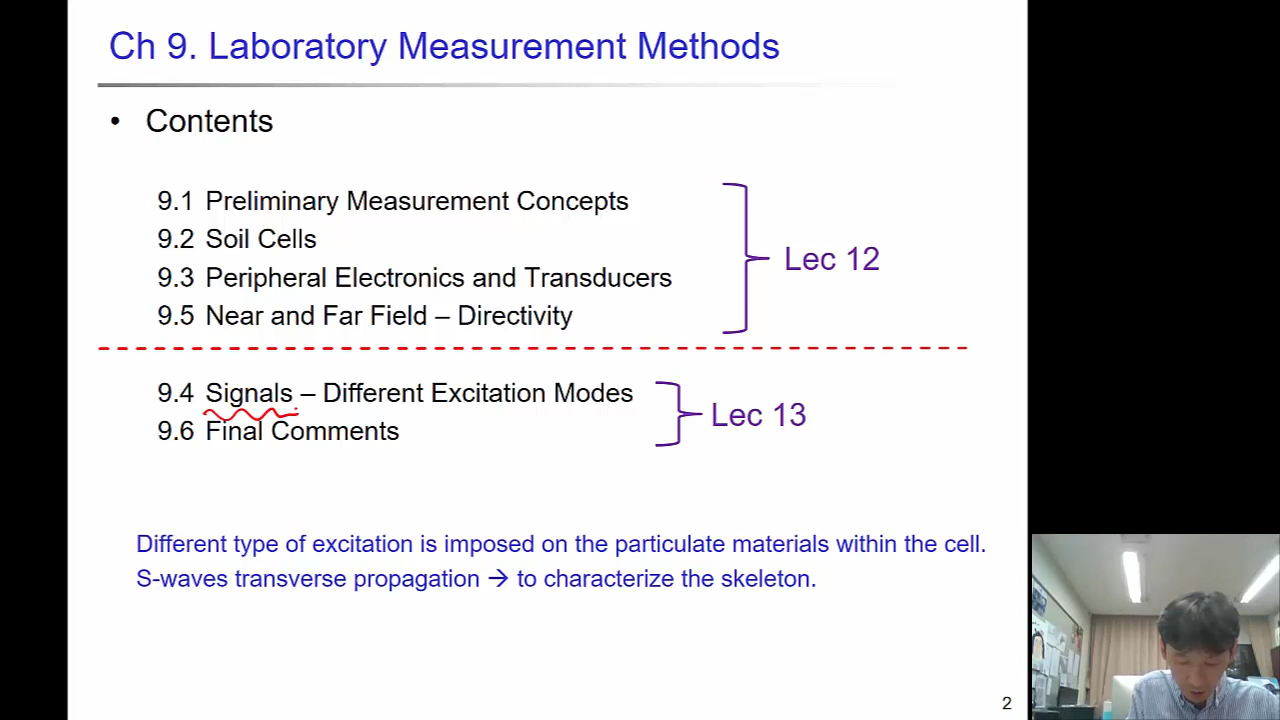 Ch 9. Laboratory Measurement Methods
• Contents
9.1 Preliminary Measurement Concepts
9.2 Soil Cells
9.3 Peripheral Electronics and Transducers
9.5 Near and Far Field – Directivity
Lec 12
9.4 Signals – Different Excitation Modes
9.6 Final Comments
Lec 13
Different type of excitation is imposed on the particulate materials within the cell.
S-waves transverse propagation → to characterize the skeleton.
2